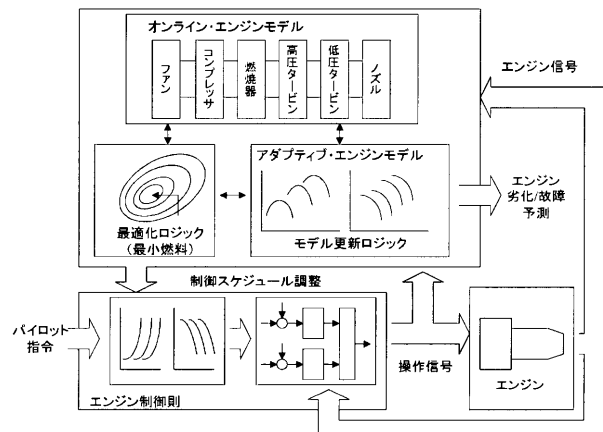 オンライン・エンジンモデル
ファン
コンプレッサ
燃焼器
高圧タービン
低圧タービン
ノズル
エンジン信号
アダプティブ・エンジンモデル
最適化ロジック
(最小燃料)
モデル更新ロジック
エンジン
劣化/故障
予測
制御スケジュール調整
パイロット
指令
操作信号
エンジン
エンジン制御則